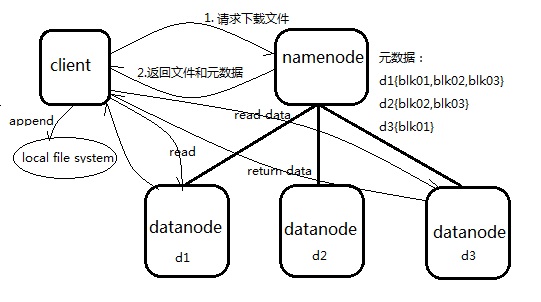 1. 请求下载文件
client
namenode
2.返回文件和元数据
元数据：
d1{blk01,blk02,blk03}
d2{blk02,blk03}
d3{blk01}
append
read data
local file system
read
return data
datanode
d1
datanode
d2
datanode
d3